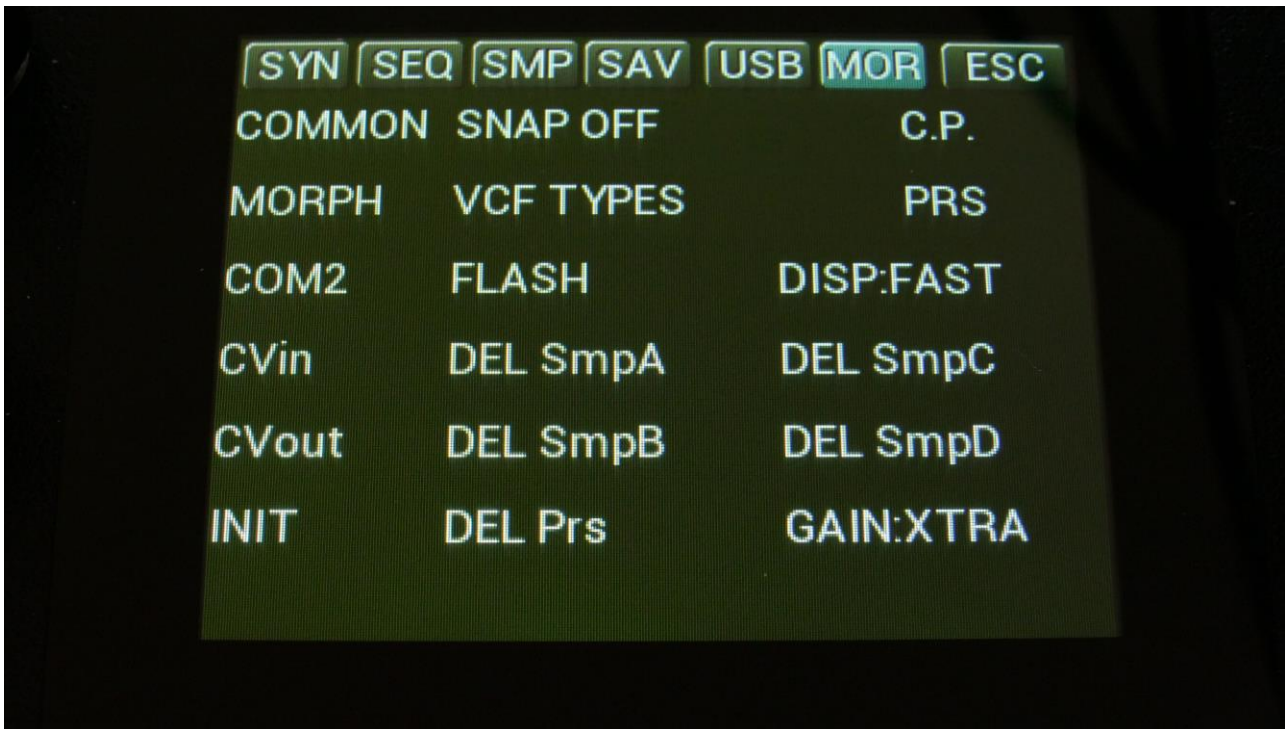 SYN SEQ SMP SAV USB MOR ESC
COMMON SNAP OFF C.P.
MORPH VCF TYPES PRS
COM2 FLASH DISP:FAST
CVin DEL SmpA DEL SmpC
CVout DEL SmpB DEL SmpD
INIT DEL Prs GAIN:XTRA